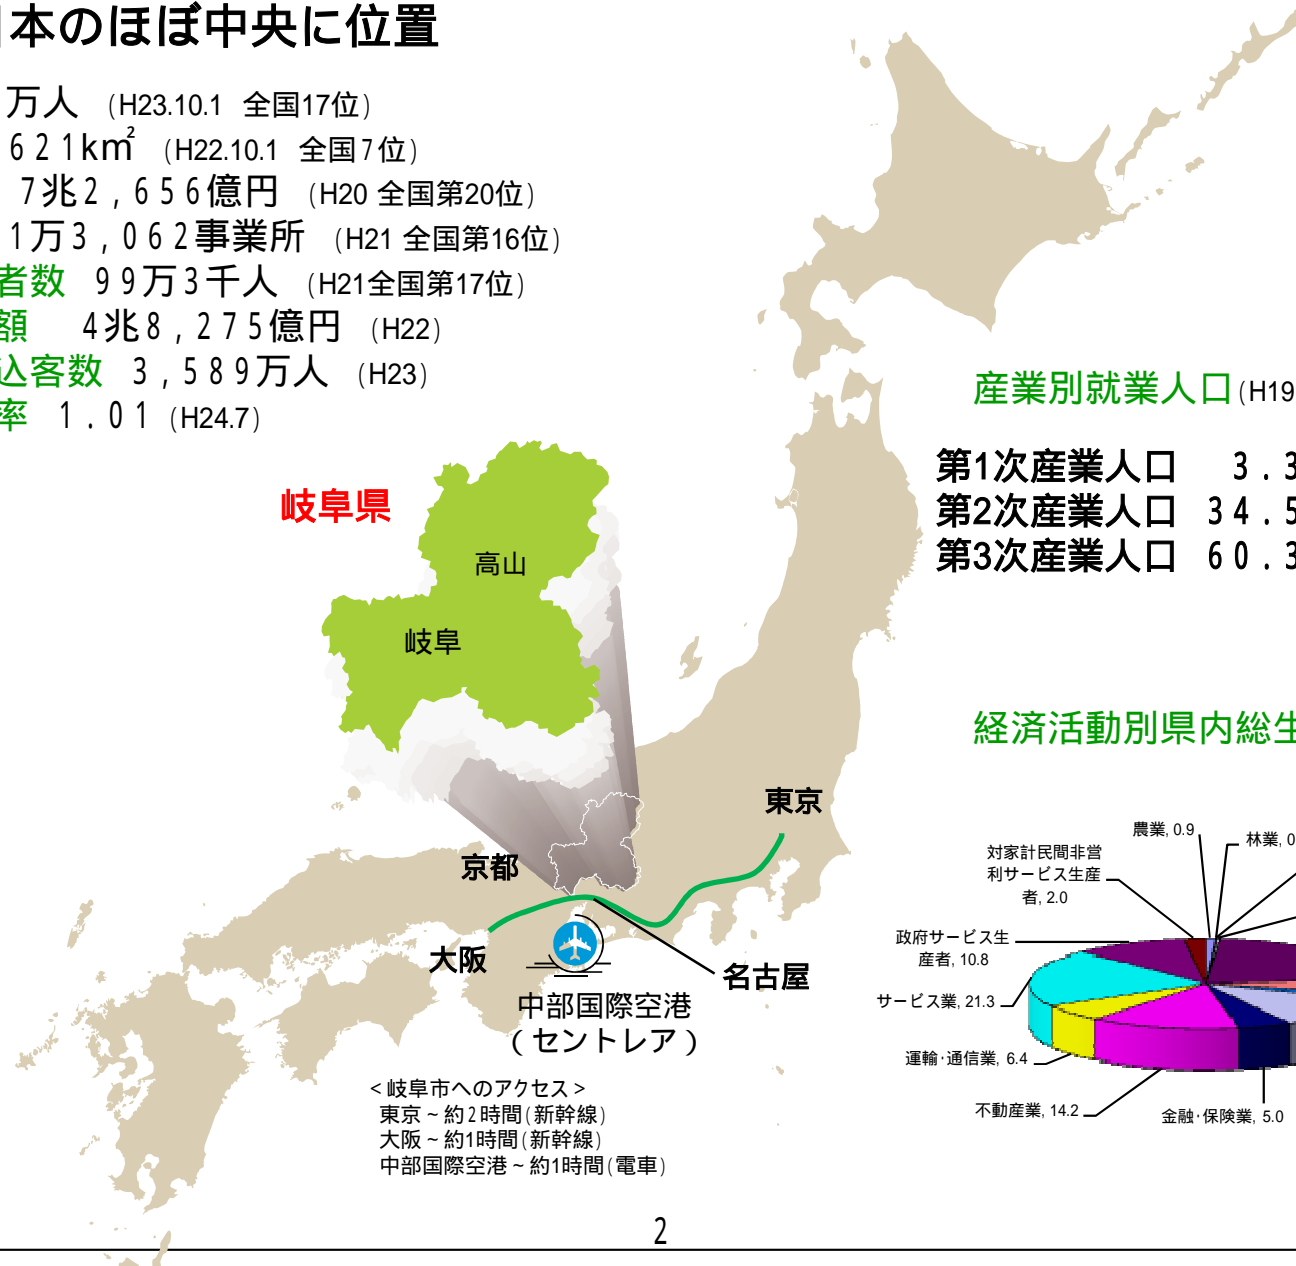 本のほぼ中央に位置
万人 (H23.10.1 全国17位)
621km² (H22.10.1 全国7位)
7兆2,656億円 (H20 全国第20位)
1万3,062事業所 (H21 全国第16位)
者数 99万3千人 (H21全国第17位)
額 4兆8,275億円 (H22)
込客数 3,589万人 (H23)
率 1.01 (H24.7)
産業別就業人口(H19
第1次産業人口 3.3
第2次産業人口 34.5
第3次産業人口 60.3
岐阜県
高山
岐阜
経済活動別県内総生
東京
京都
大阪
名古屋
中部国際空港
(セントレア)
農業, 0.9
林業, 0
対家計民間非営
利サービス生産
者, 2.0
政府サービス生
産者, 10.8
サービス業, 21.3
運輸・通信業, 6.4
不動産業, 14.2
金融・保険業, 5.0
<岐阜市へのアクセス>
東京~約2時間(新幹線)
大阪~約1時間(新幹線)
中部国際空港~約1時間(電車)
2